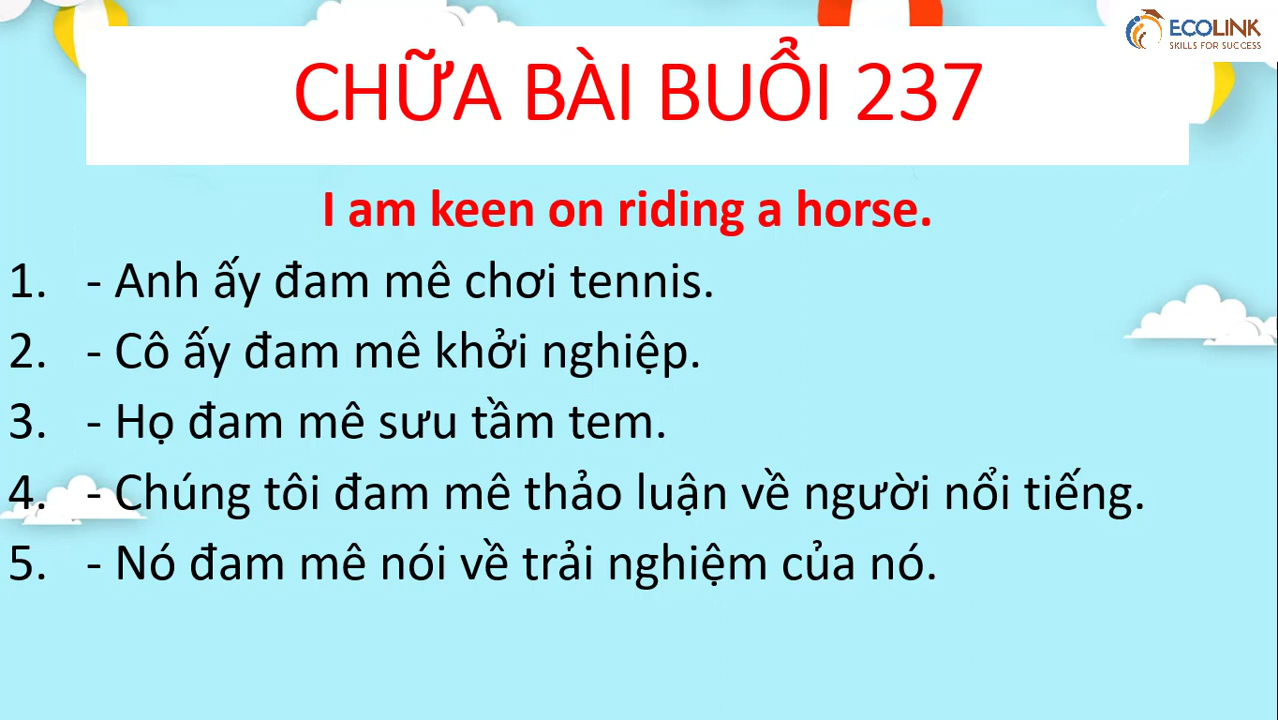 ECOLINK
SKILLS FOR SUCCESS
CHỮA BÀI BUỔI 237
I am keen on riding a horse.
1. - Anh ấy đam mê chơi tennis.
2. - Cô ấy đam mê khởi nghiệp.
3. - Họ đam mê sưu tầm tem.
4. - Chúng tôi đam mê thảo luận về người nổi tiếng.
5. - Nó đam mê nói về trải nghiệm của nó.